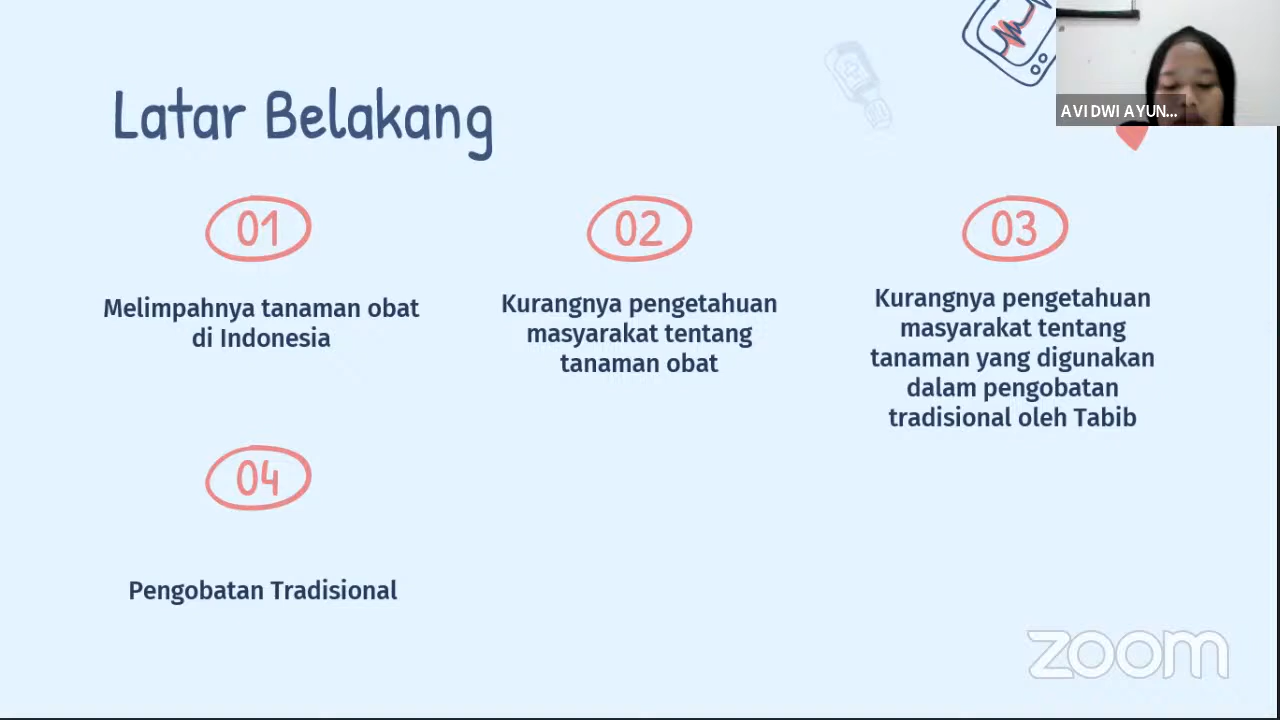 Latar Belakang
AVI DWI AYUN...
01
Melimpahnya tanaman obat
di Indonesia
02
Kurangnya pengetahuan
masyarakat tentang
tanaman obat
03
Kurangnya pengetahuan
masyarakat tentang
tanaman yang digunakan
dalam pengobatan
tradisional oleh Tabib
04
Pengobatan Tradisional
zoom